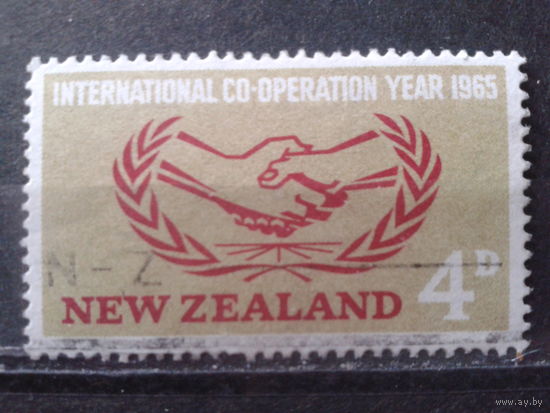 INTERNATIONAL CO-OPERATION YEAR 1965
N - Z
4D
NEW ZEALAND
www.ay.by